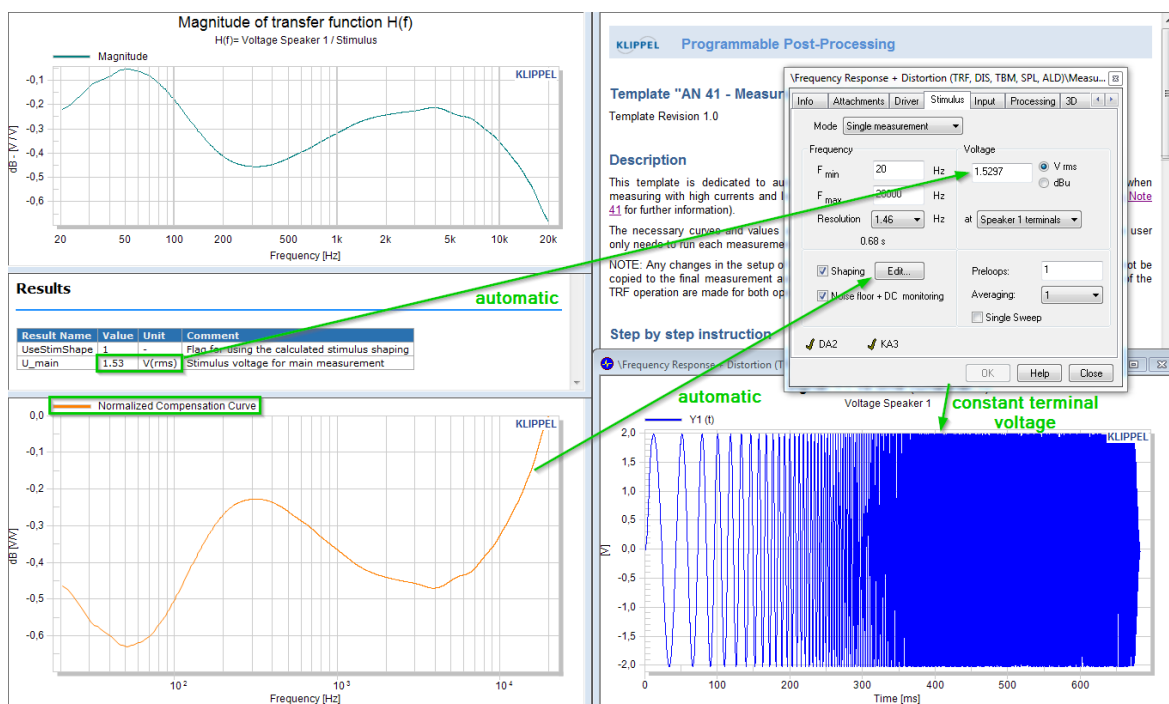 Magnitude of transfer function H(f)
H(f)= Voltage Speaker 1 / Stimulus
Magnitude
KLIPPEL
-0,1
-0,2
-0,3
-0,4
-0,5
-0,6
dB - [V / V]
20 50 100 200 500 1k 2k 5k 10k 20k
Frequency [Hz]
Results
automatic
Result Name Value Unit Comment
UseStimShape 1 - Flag for using the calculated stimulus shaping
U_main 1.53 V(rms) Stimulus voltage for main measurement
Normalized Compensation Curve
KLIPPEL
0,0
-0,1
-0,2
-0,3
-0,4
-0,5
-0,6
dB [V/V]
10² 10³ 10⁴
Frequency [Hz]
KLIPPEL Programmable Post-Processing
Template "AN 41 - Measur
Template Revision 1.0
Description
This template is dedicated to au when
measuring with high currents and l Note
41 for further information).
The necessary curves and values user
only needs to run each measureme
NOTE: Any changes in the setup o ot be
copied to the final measurement a of the
TRF operation are made for both op
Step by step instruction
\Frequency Response + Distortion (TRF, DIS, TBM, SPL, ALD)\Measu...
Info Attachments Driver Stimulus Input Processing 3D
Mode Single measurement
Frequency
F min 20 Hz
F max 20000 Hz
Resolution 1.46 Hz
0.68 s
Voltage
1.5297 V rms
dBu
at Speaker 1 terminals
Shaping Edit...
Noise floor + DC monitoring
Preloops: 1
Averaging: 1
Single Sweep
DA2 KA3
OK Help Close
\Frequency Response + Distortion (T
automatic
constant terminal
voltage
Voltage Speaker 1
Y1 (t)
KLIPPEL
2,0
1,5
1,0
0,5
0,0
-0,5
-1,0
-1,5
-2,0
[V]
0 100 200 300 400 500 600
Time [ms]